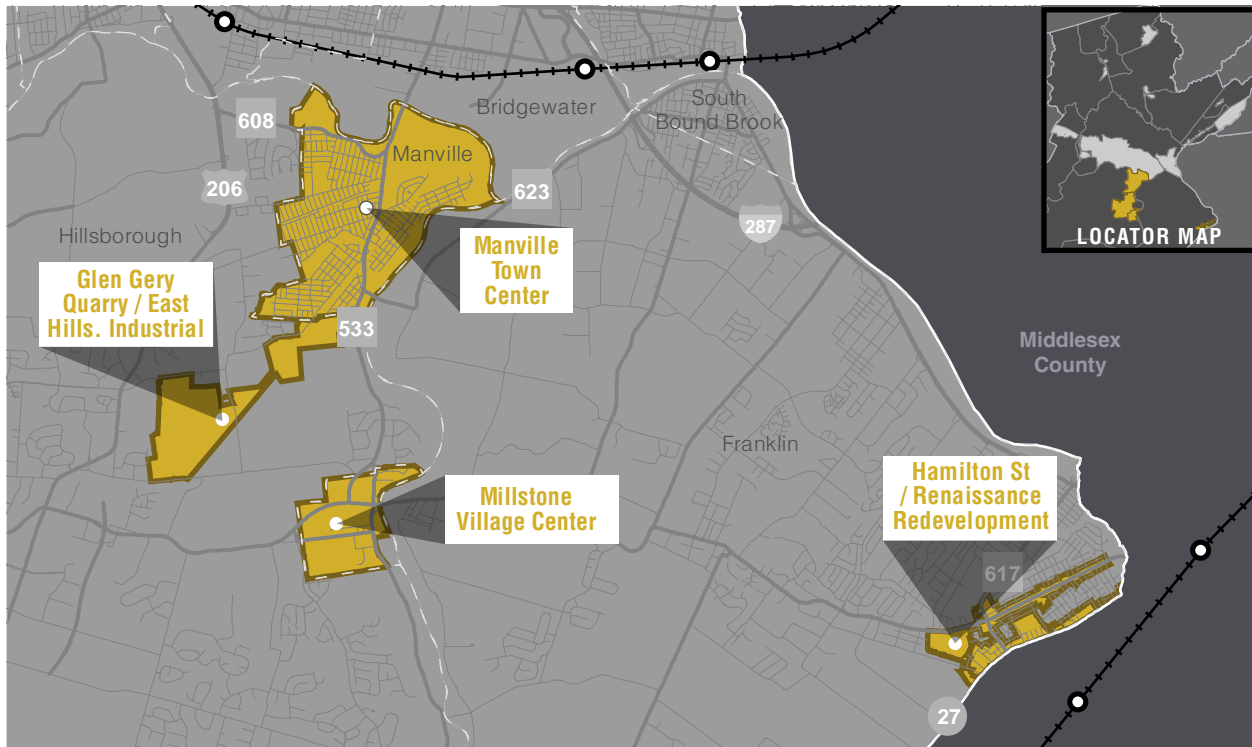 Bridgewater
South
Bound Brook
608
Manville
206
623
287
Hillsborough
Manville
Town
Center
LOCATOR MAP
Glen Gery
Quarry / East
Hills. Industrial
533
Middlesex
County
Franklin
Hamilton St
/ Renaissance
Redevelopment
Millstone
Village Center
617
27